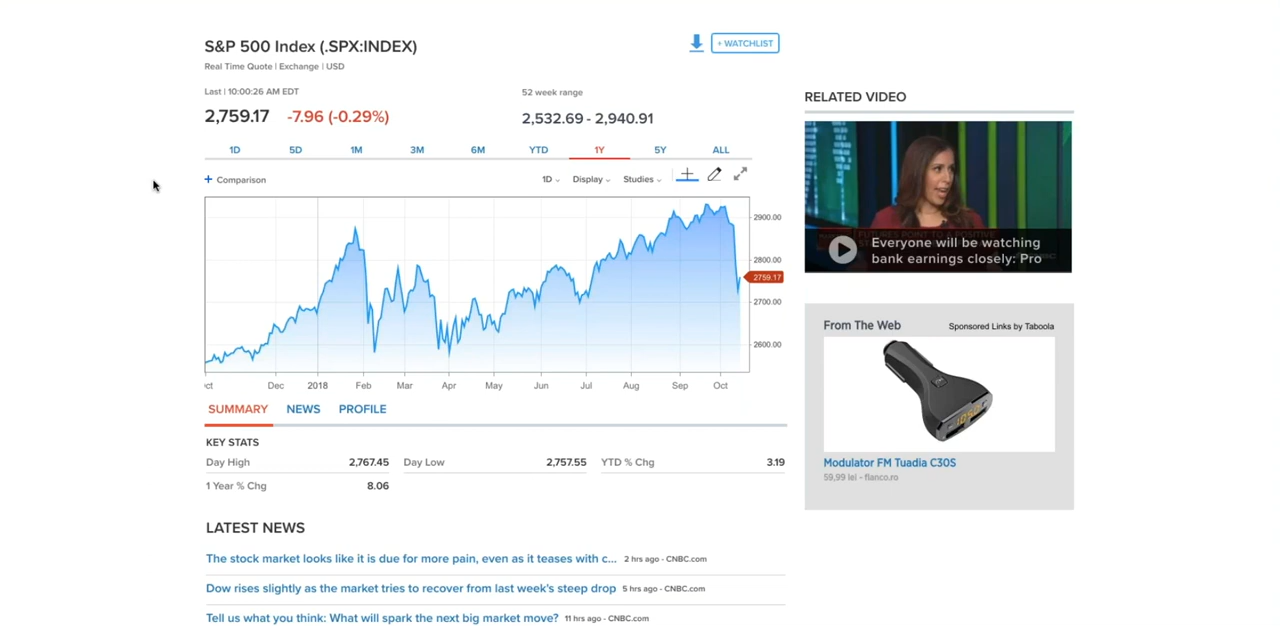 S&P 500 Index (.SPX:INDEX)
+ WATCHLIST
Real Time Quote | Exchange | USD
Last | 10:00:26 AM EDT
52 week range
2,759.17 -7.96 (-0.29%)
2,532.69 - 2,940.91
1D 5D 1M 3M 6M YTD 1Y 5Y ALL
+ Comparison
1D Display Studies
2900.00
2800.00
2759.17
2700.00
2600.00
Dec 2018 Feb Mar Apr May Jun Jul Aug Sep Oct
SUMMARY NEWS PROFILE
KEY STATS
Day High 2,767.45 Day Low 2,757.55 YTD % Chg 3.19
1 Year % Chg 8.06
LATEST NEWS
The stock market looks like it is due for more pain, even as it teases with c... 2 hrs ago - CNBC.com
Dow rises slightly as the market tries to recover from last week's steep drop 5 hrs ago - CNBC.com
Tell us what you think: What will spark the next big market move? 11 hrs ago - CNBC.com
RELATED VIDEO
Everyone will be watching
bank earnings closely: Pro
From The Web Sponsored Links by Taboola
Modulator FM Tuadia C30S
59,99 lei - flanco.ro